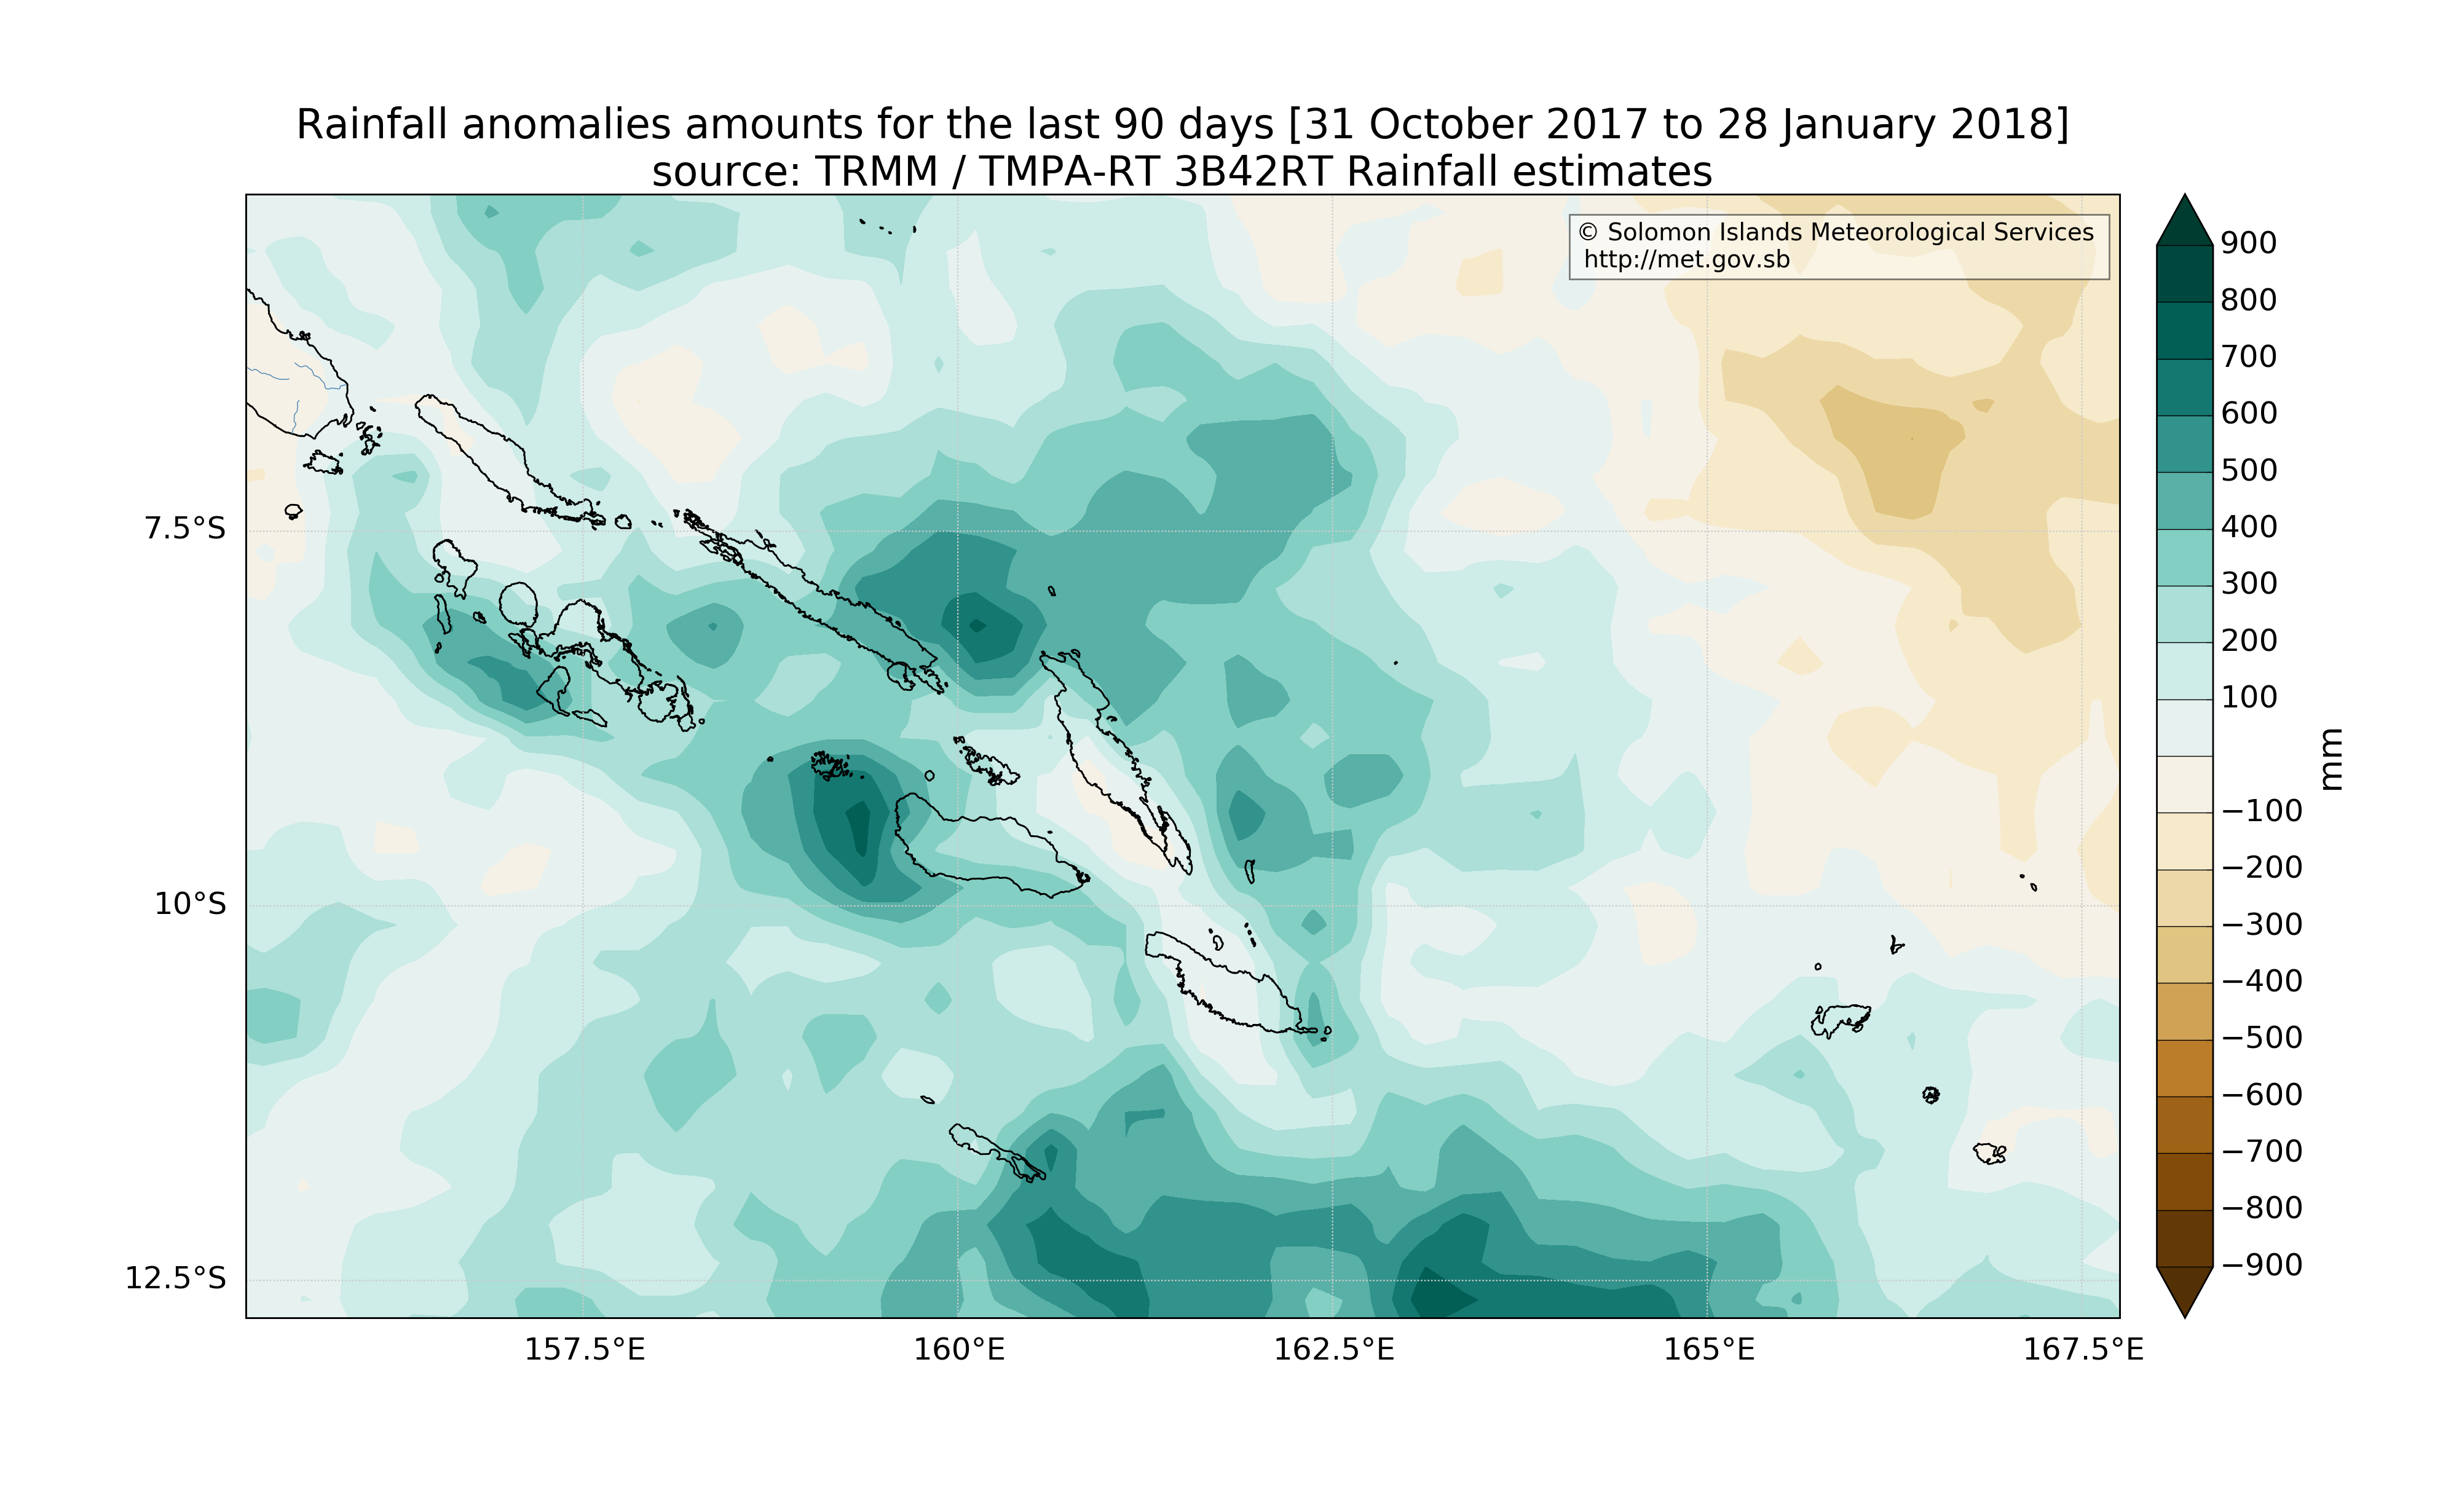 Rainfall anomalies amounts for the last 90 days [31 October 2017 to 28 January 2018]
source: TRMM / TMPA-RT 3B42RT Rainfall estimates
© Solomon Islands Meteorological Services
http://met.gov.sb
7.5°S
10°S
12.5°S
157.5°E
160°E
162.5°E
165°E
167.5°E
900
800
700
600
500
400
300
200
100
−100
−200
−300
−400
−500
−600
−700
−800
−900
mm